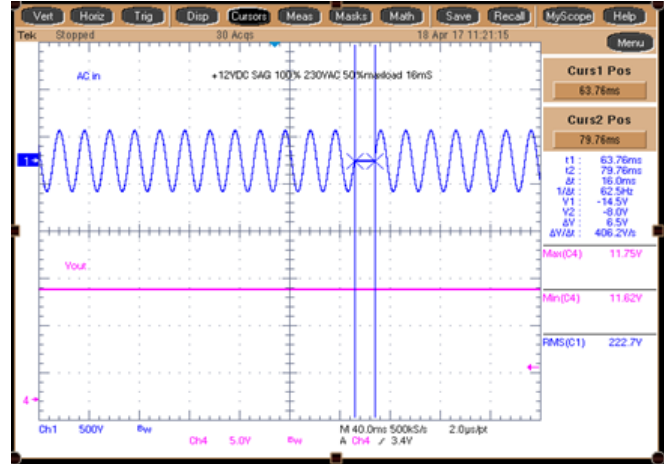 Vert Horiz Trig Disp Cursors Meas Masks Math Save Recall MyScope Help
Tek Stopped 30 Acqs 18 Apr 17 11:21:15
Menu
AC in
+12VDC SAG 100% 230VAC 50%maxload 16mS
Curs1 Pos
63.76ms
Curs2 Pos
79.76ms
t1 : 63.76ms
t2 : 79.76ms
Δt : 16.0ms
1/Δt : 62.5Hz
V1 : -14.5V
V2 : -8.0V
ΔV : 6.5V
ΔV/Δt : 406.2V/s
1
Max(C4) 11.75V
Vout
Min(C4) 11.62V
RMS(C1) 222.7V
4
Ch1 500V Bw
Ch4 5.0V Bw
M 40.0ms 500kS/s 2.0µs/pt
A Ch4 / 3.4V